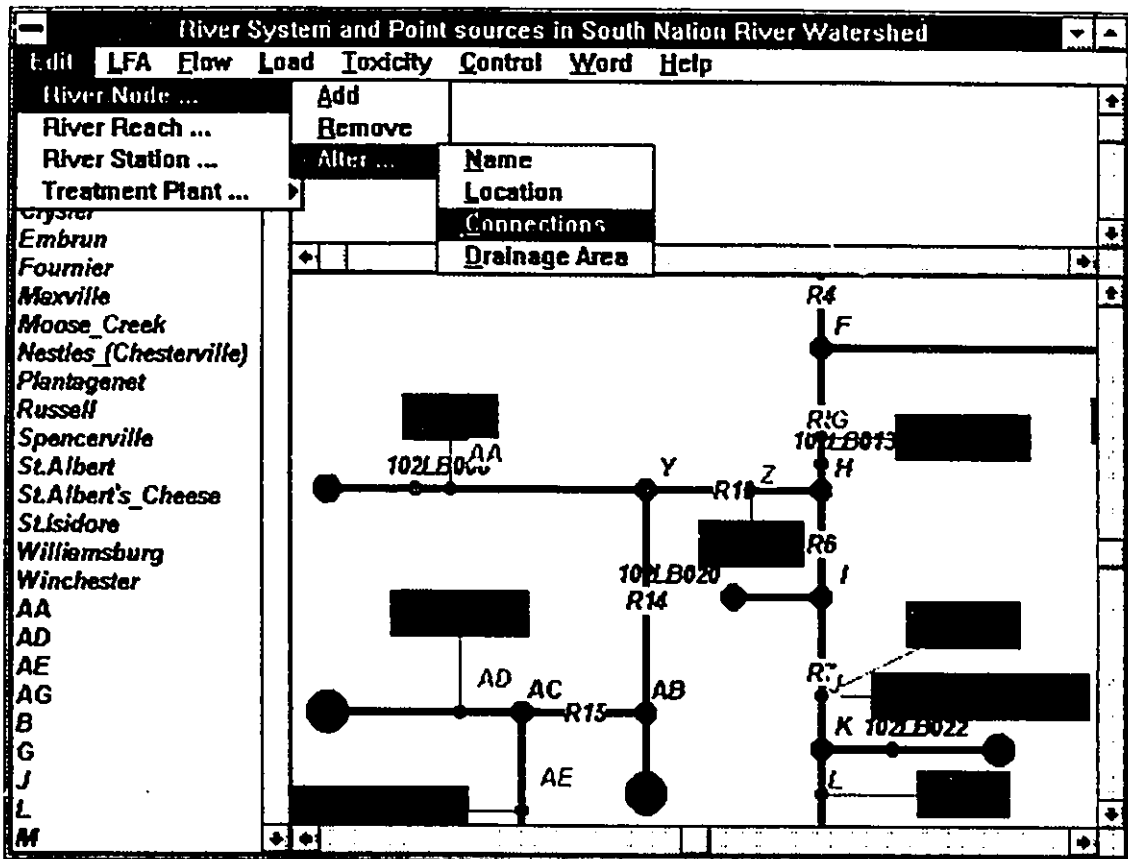 River System and Point sources in South Nation River Watershed
Edit LFA Flow Load Toxicity Control Word Help
River Node ...
River Reach ...
River Station ...
Treatment Plant ...
Add
Remove
Alter ...
Name
Location
Connections
Drainage Area
Crysler
Embrun
Fournier
Maxville
Moose_Creek
Nestles_(Chesterville)
Plantagenet
Russell
Spencerville
St.Albert
St.Albert's_Cheese
St.Isidore
Williamsburg
Winchester
AA
AD
AE
AG
B
G
J
L
M
R4
F
G
H
AA
Y
Z
R6
102LB020
I
R14
J
AD
AC
R15
AB
K
102LB022
AE
L